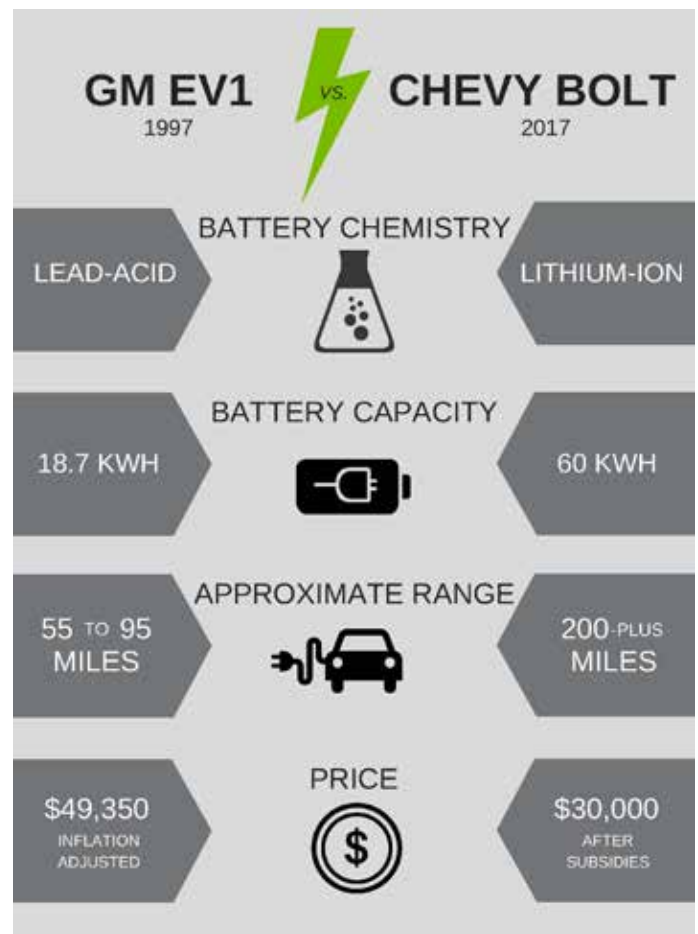 GM EV1
1997
VS.
CHEVY BOLT
2017
BATTERY CHEMISTRY
LEAD-ACID
LITHIUM-ION
BATTERY CAPACITY
18.7 KWH
60 KWH
APPROXIMATE RANGE
55 TO 95
MILES
200-PLUS
MILES
PRICE
$49,350
INFLATION
ADJUSTED
$
$30,000
AFTER
SUBSIDIES